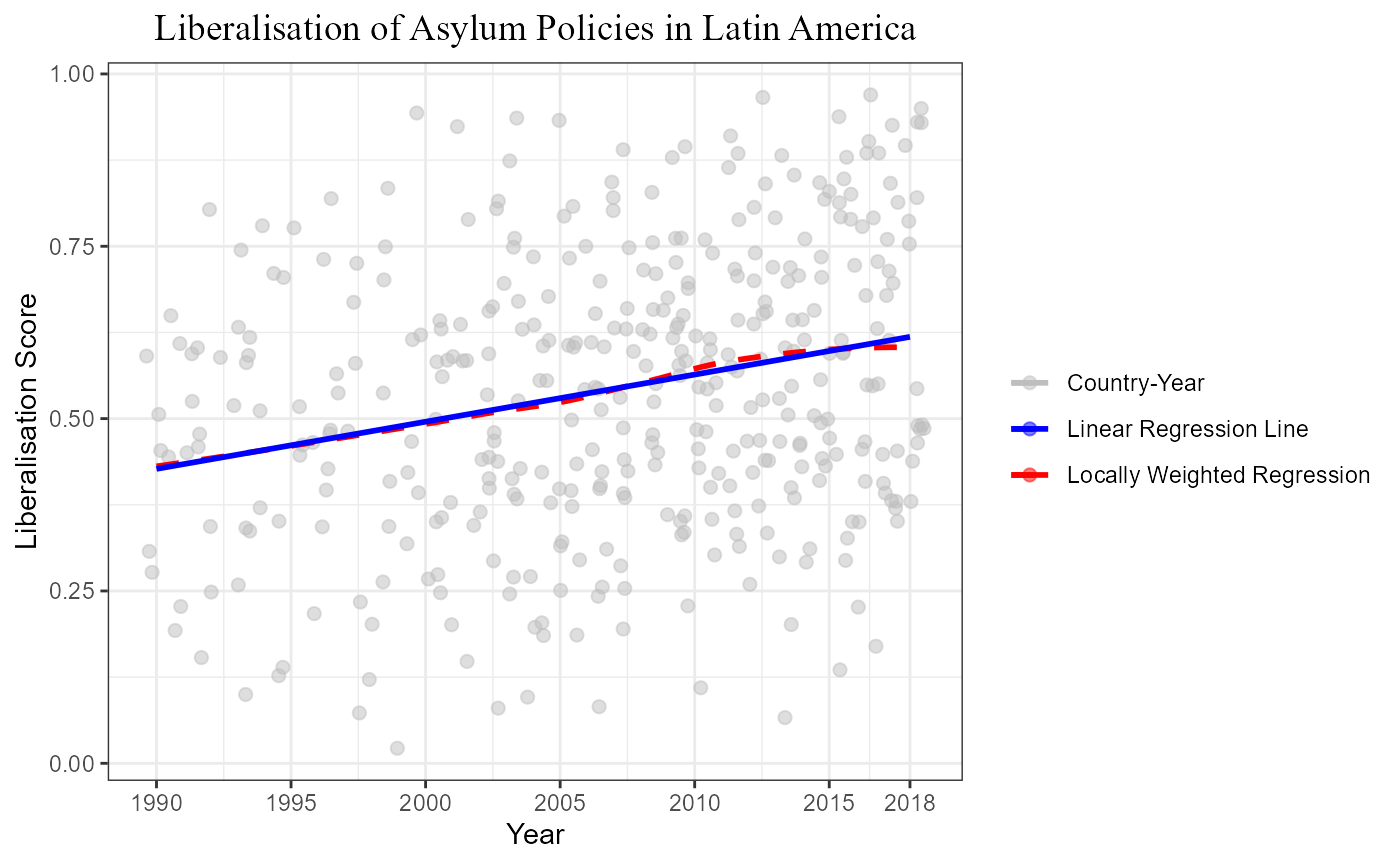 Liberalisation of Asylum Policies in Latin America
1.00
0.75
0.50
0.25
0.00
Liberalisation Score
1990 1995 2000 2005 2010 2015 2018
Year
Country-Year
Linear Regression Line
Locally Weighted Regression